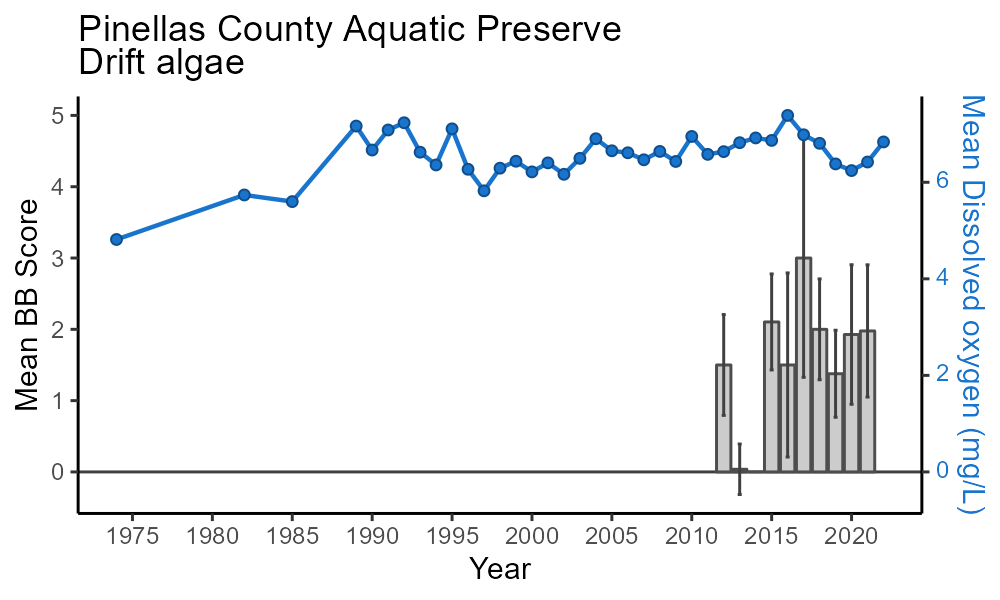 Pinellas County Aquatic Preserve
Drift algae
Mean BB Score
5
4
3
2
1
0
Mean Dissolved oxygen (mg/L)
6
4
2
0
1975 1980 1985 1990 1995 2000 2005 2010 2015 2020
Year